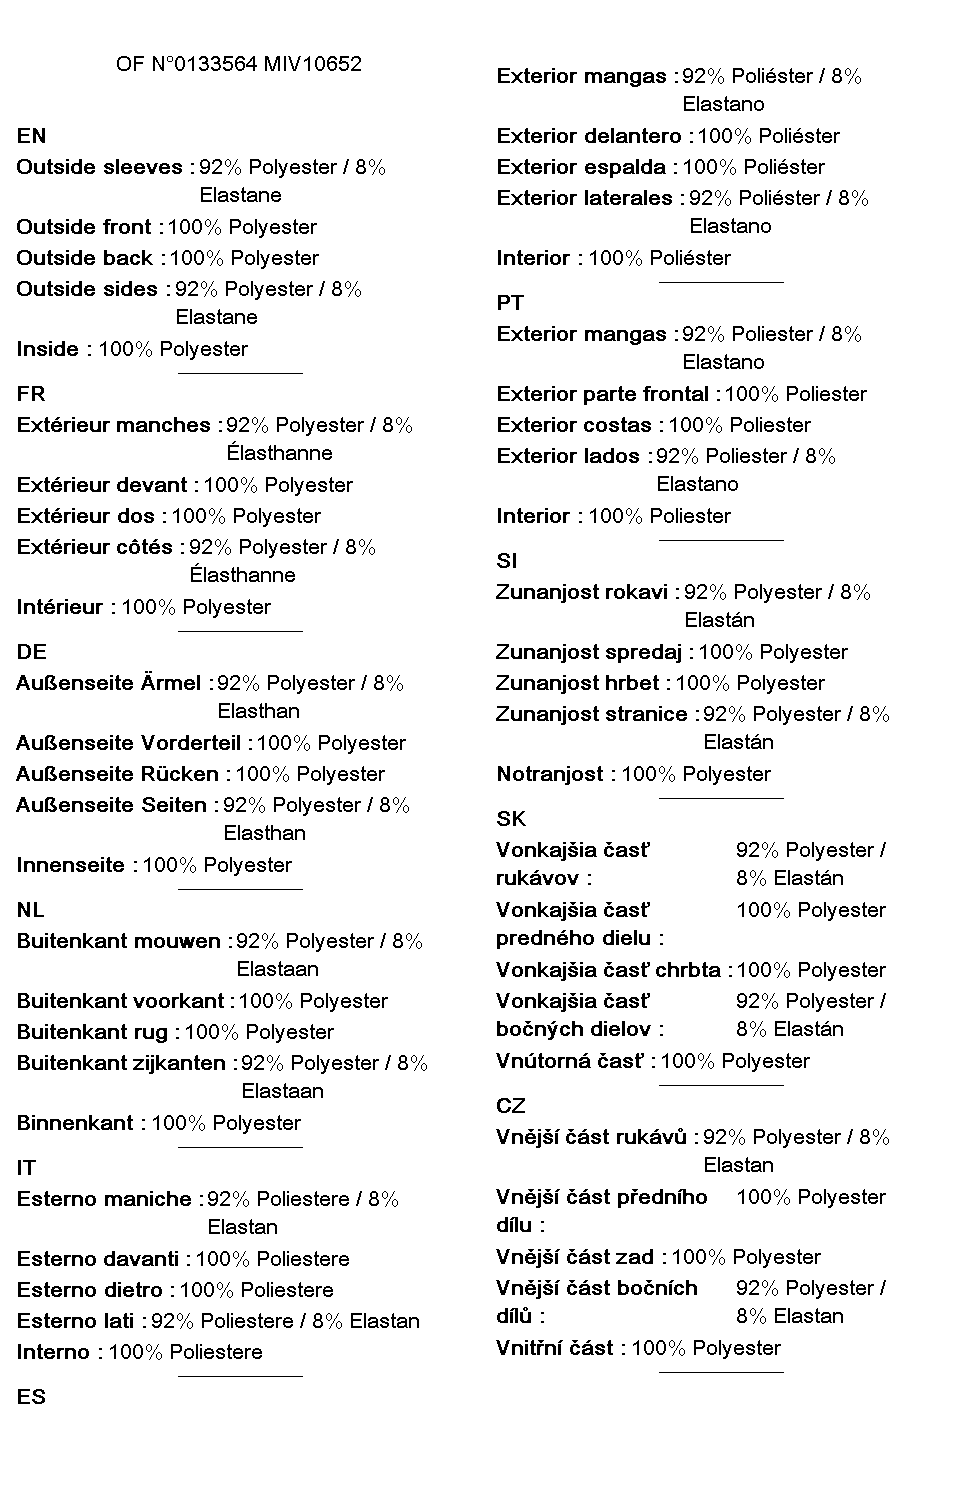 OF N°0133564 MIV10652
EN
Outside sleeves : 92% Polyester / 8%
Elastane
Outside front : 100% Polyester
Outside back : 100% Polyester
Outside sides : 92% Polyester / 8%
Elastane
Inside : 100% Polyester
FR
Extérieur manches : 92% Polyester / 8%
Élasthanne
Extérieur devant : 100% Polyester
Extérieur dos : 100% Polyester
Extérieur côtés : 92% Polyester / 8%
Élasthanne
Intérieur : 100% Polyester
DE
Außenseite Ärmel : 92% Polyester / 8%
Elasthan
Außenseite Vorderteil : 100% Polyester
Außenseite Rücken : 100% Polyester
Außenseite Seiten : 92% Polyester / 8%
Elasthan
Innenseite : 100% Polyester
NL
Buitenkant mouwen : 92% Polyester / 8%
Elastaan
Buitenkant voorkant : 100% Polyester
Buitenkant rug : 100% Polyester
Buitenkant zijkanten : 92% Polyester / 8%
Elastaan
Binnenkant : 100% Polyester
IT
Esterno maniche : 92% Poliestere / 8%
Elastan
Esterno davanti : 100% Poliestere
Esterno dietro : 100% Poliestere
Esterno lati : 92% Poliestere / 8% Elastan
Interno : 100% Poliestere
ES
Exterior mangas : 92% Poliéster / 8%
Elastano
Exterior delantero : 100% Poliéster
Exterior espalda : 100% Poliéster
Exterior laterales : 92% Poliéster / 8%
Elastano
Interior : 100% Poliéster
PT
Exterior mangas : 92% Poliester / 8%
Elastano
Exterior parte frontal : 100% Poliester
Exterior costas : 100% Poliester
Exterior lados : 92% Poliester / 8%
Elastano
Interior : 100% Poliester
SI
Zunanjost rokavi : 92% Polyester / 8%
Elastán
Zunanjost spredaj : 100% Polyester
Zunanjost hrbet : 100% Polyester
Zunanjost stranice : 92% Polyester / 8%
Elastán
Notranjost : 100% Polyester
SK
Vonkajšia časť 92% Polyester /
rukávov : 8% Elastán
Vonkajšia časť 100% Polyester
predného dielu :
Vonkajšia časť chrbta : 100% Polyester
Vonkajšia časť 92% Polyester /
bočných dielov : 8% Elastán
Vnútorná časť : 100% Polyester
CZ
Vnější část rukávů : 92% Polyester / 8%
Elastan
Vnější část předního 100% Polyester
dílu :
Vnější část zad : 100% Polyester
Vnější část bočních 92% Polyester /
dílů : 8% Elastan
Vnitřní část : 100% Polyester